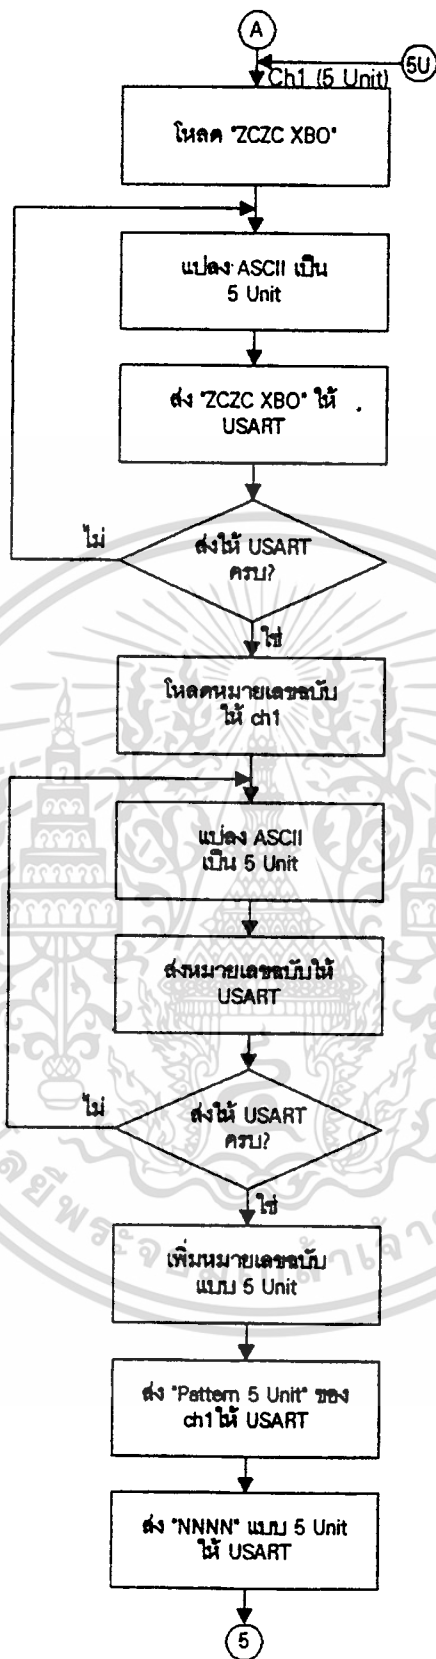 A
5U
Ch1 (5 Unit)
โหลด "ZCZC XBO"
แปลง ASCII เป็น
5 Unit
ส่ง "ZCZC XBO" ให้
USART
ไม่
ส่งให้ USART
ครบ?
ใช่
โหลดหมายเลขฉบับ
ให้ ch1
แปลง ASCII
เป็น 5 Unit
ส่งหมายเลขฉบับให้
USART
ไม่
ส่งให้ USART
ครบ?
ใช่
เพิ่มหมายเลขฉบับ
แบบ 5 Unit
ส่ง "Pattern 5 Unit" ของ
ch1 ให้ USART
ส่ง "NNNN" แบบ 5 Unit
ให้ USART
5